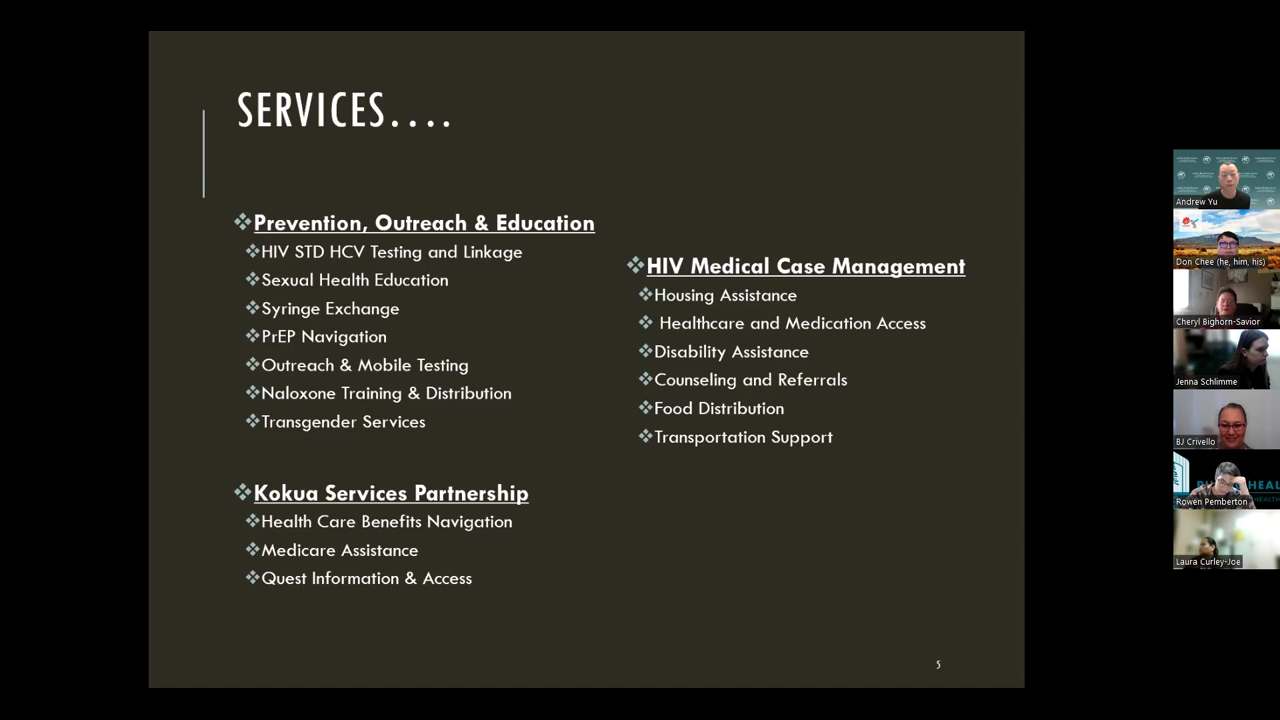 SERVICES....
❖Prevention, Outreach & Education
❖HIV STD HCV Testing and Linkage
❖Sexual Health Education
❖Syringe Exchange
❖PrEP Navigation
❖Outreach & Mobile Testing
❖Naloxone Training & Distribution
❖Transgender Services
❖Kokua Services Partnership
❖Health Care Benefits Navigation
❖Medicare Assistance
❖Quest Information & Access
❖HIV Medical Case Management
❖Housing Assistance
❖ Healthcare and Medication Access
❖Disability Assistance
❖Counseling and Referrals
❖Food Distribution
❖Transportation Support
5
Andrew Yu
Don Chee (he, him, his)
Cheryl Bighorn-Savior
Jenna Schlimme
BJ Crivello
Rowen Pemberton
Laura Curley-Joe